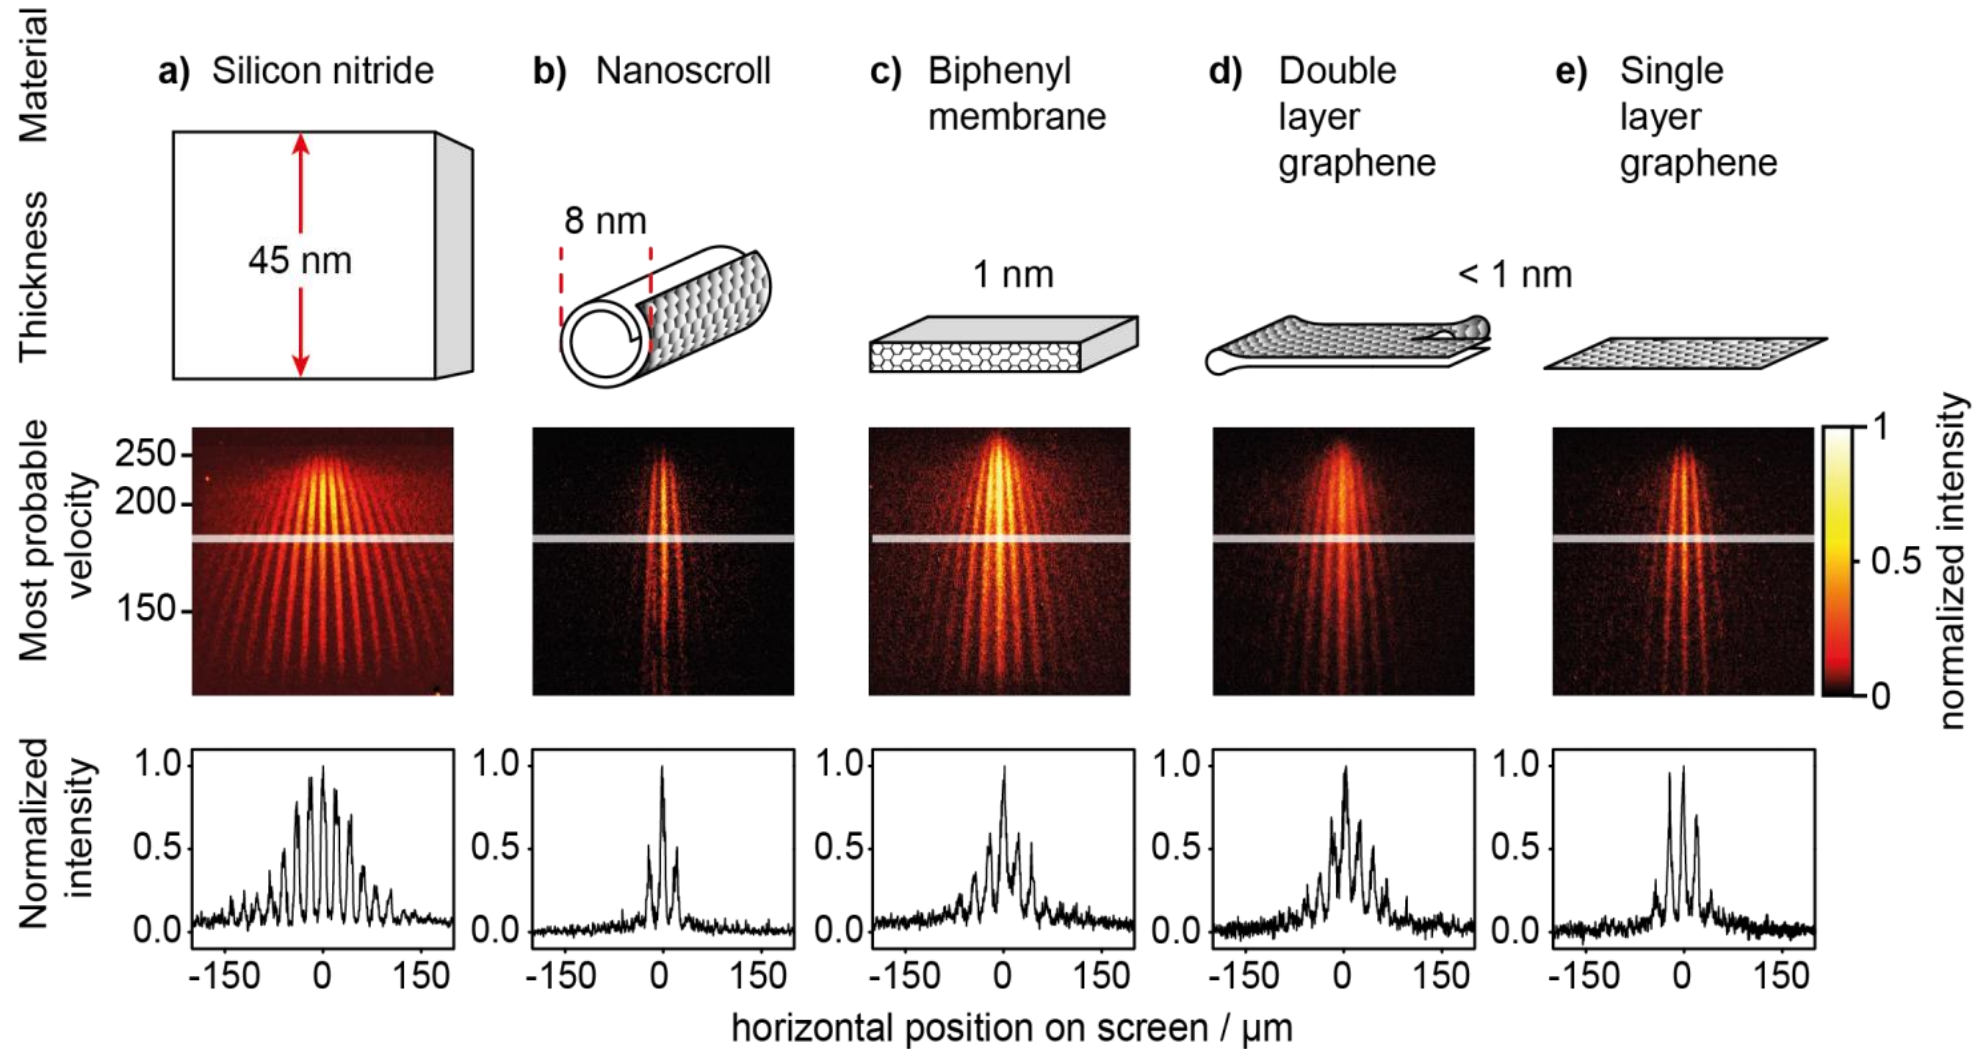 Material
a) Silicon nitride
b) Nanoscroll
c) Biphenyl
membrane
d) Double
layer
graphene
e) Single
layer
graphene
Thickness
45 nm
8 nm
1 nm
< 1 nm
Most probable
velocity
250
200
150
1
0.5
0
normalized intensity
Normalized
intensity
1.0
0.5
0.0
-150 0 150
1.0
0.5
0.0
-150 0 150
1.0
0.5
0.0
-150 0 150
1.0
0.5
0.0
-150 0 150
1.0
0.5
0.0
-150 0 150
horizontal position on screen / µm